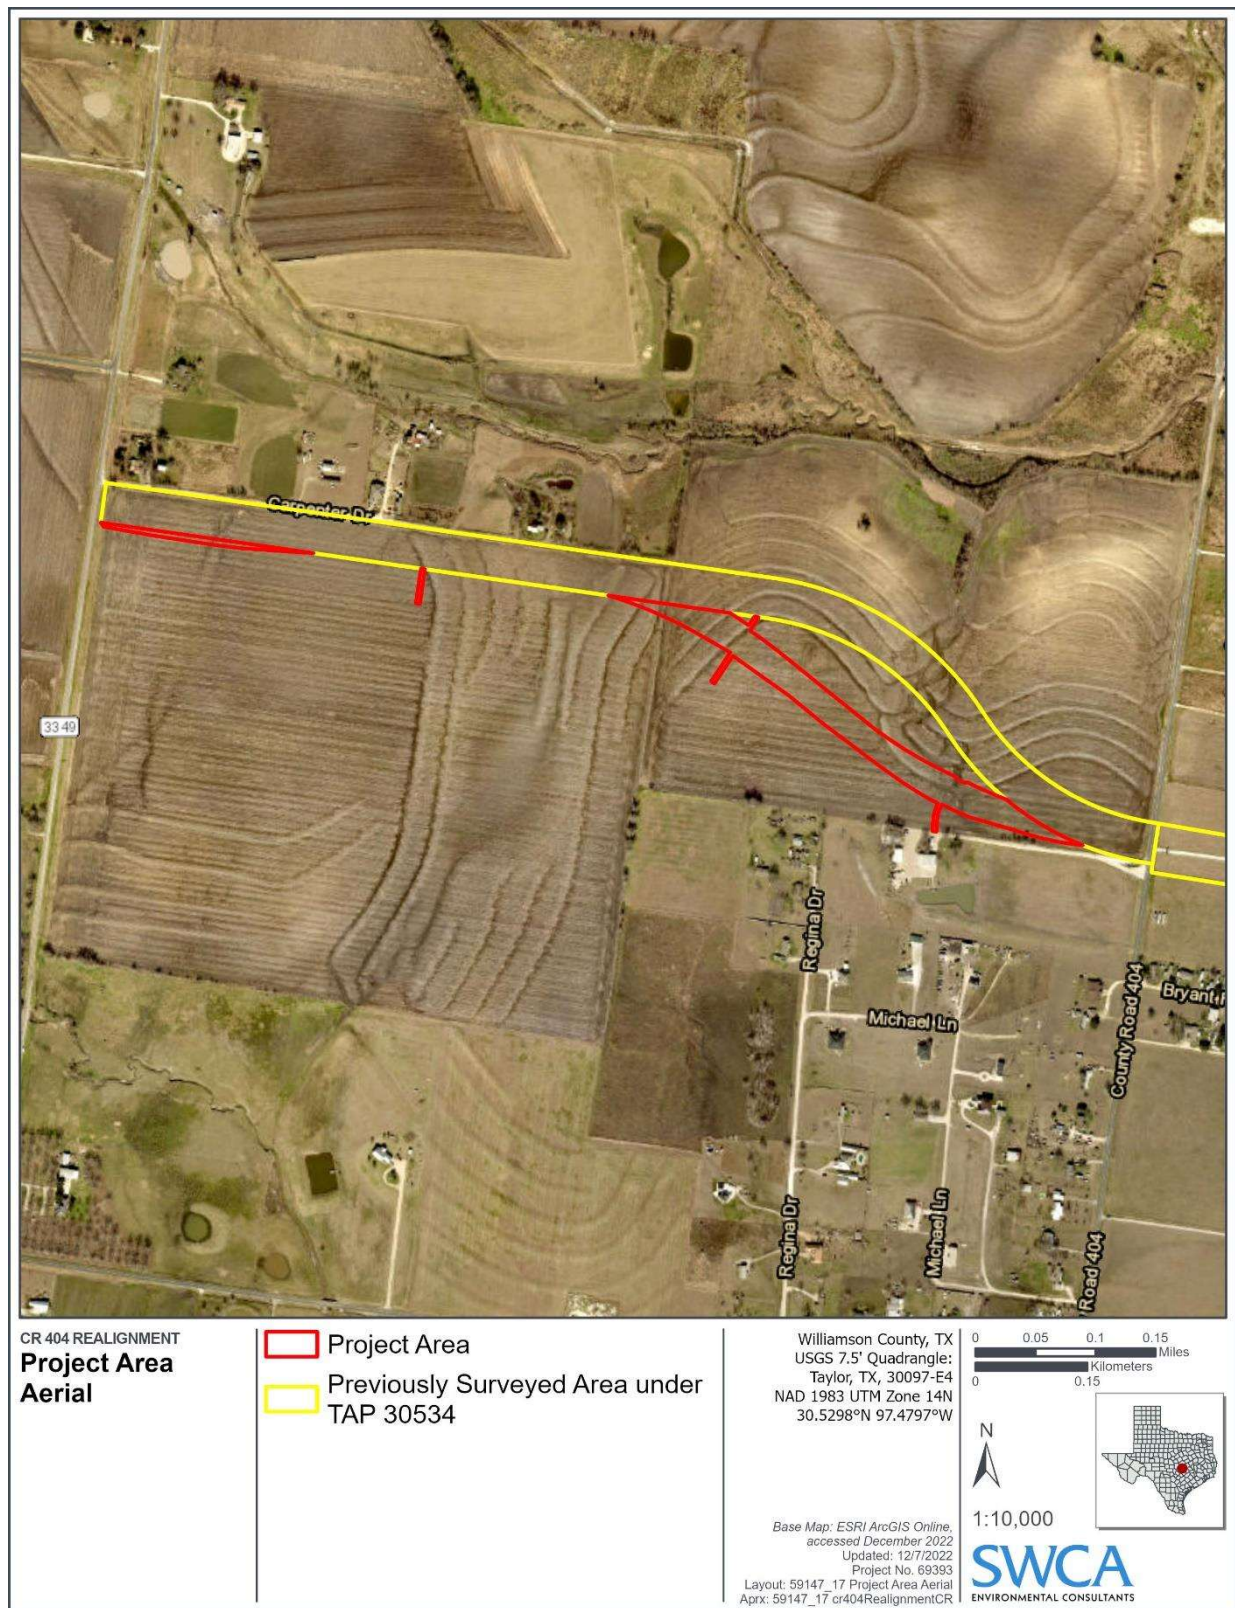 Carpenter Dr
33 49
Regina Dr
Michael Ln
County Road 404
Regina Dr
Michael Ln
Road 404
CR 404 REALIGNMENT
Project Area
Aerial
Project Area
Previously Surveyed Area under
TAP 30534
Williamson County, TX
USGS 7.5' Quadrangle:
Taylor, TX, 30097-E4
NAD 1983 UTM Zone 14N
30.5298°N 97.4797°W
Base Map: ESRI ArcGIS Online,
accessed December 2022
Updated: 12/7/2022
Project No. 69393
Layout: 59147_17 Project Area Aerial
Aprx: 59147_17 cr404RealignmentCR
0 0.05 0.1 0.15
Miles
Kilometers
0 0.15
N
1:10,000
SWCA
ENVIRONMENTAL CONSULTANTS